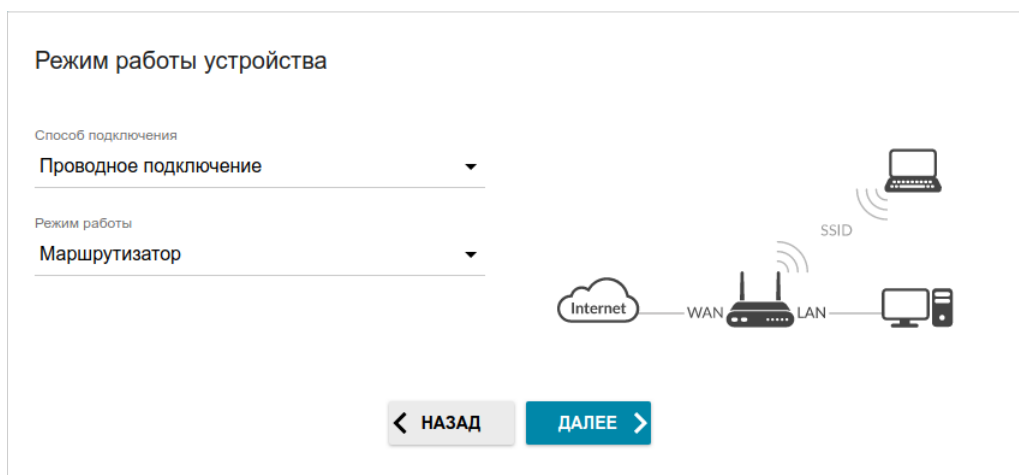 Режим работы устройства
Способ подключения
Проводное подключение
Режим работы
Маршрутизатор
SSID
Internet
WAN
LAN
НАЗАД
ДАЛЕЕ